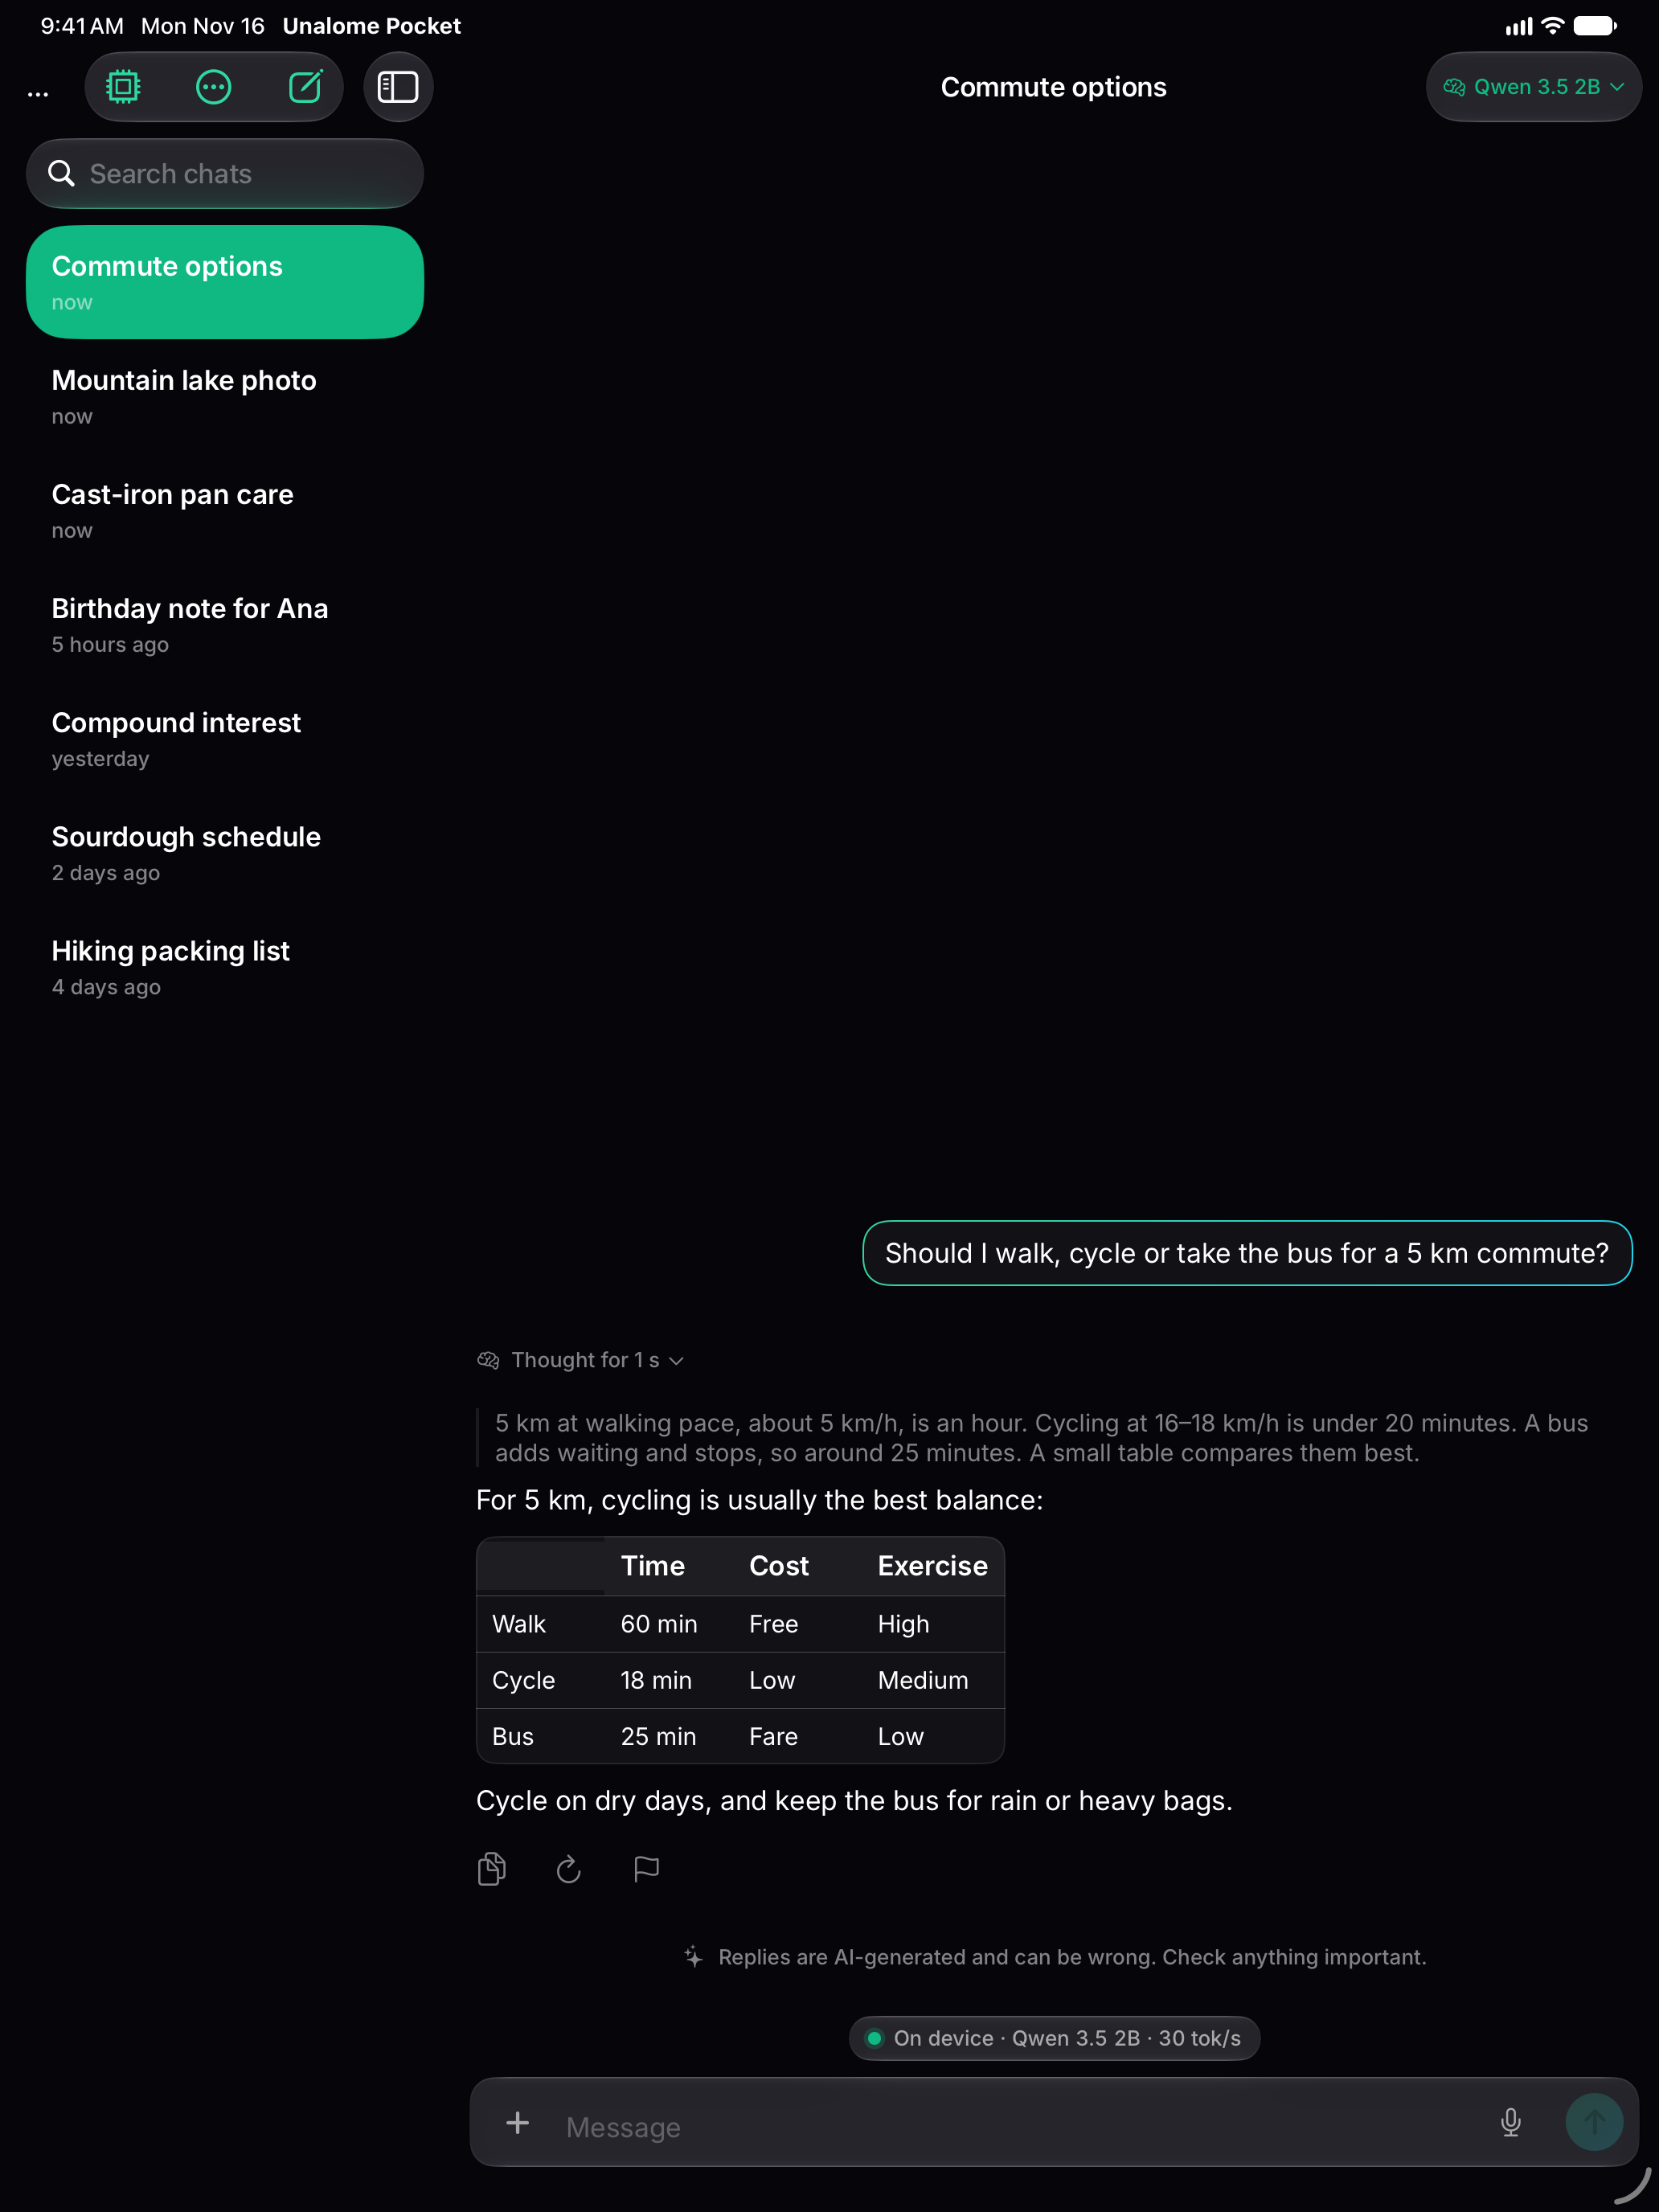 9:41 AM Mon Nov 16 Unalome Pocket
...
Commute options
Qwen 3.5 2B
Search chats
Commute options
now
Mountain lake photo
now
Cast-iron pan care
now
Birthday note for Ana
5 hours ago
Compound interest
yesterday
Sourdough schedule
2 days ago
Hiking packing list
4 days ago
Should I walk, cycle or take the bus for a 5 km commute?
Thought for 1 s
5 km at walking pace, about 5 km/h, is an hour. Cycling at 16–18 km/h is under 20 minutes. A bus
adds waiting and stops, so around 25 minutes. A small table compares them best.
For 5 km, cycling is usually the best balance:
Time Cost Exercise
Walk 60 min Free High
Cycle 18 min Low Medium
Bus 25 min Fare Low
Cycle on dry days, and keep the bus for rain or heavy bags.
Replies are AI-generated and can be wrong. Check anything important.
On device · Qwen 3.5 2B · 30 tok/s
Message